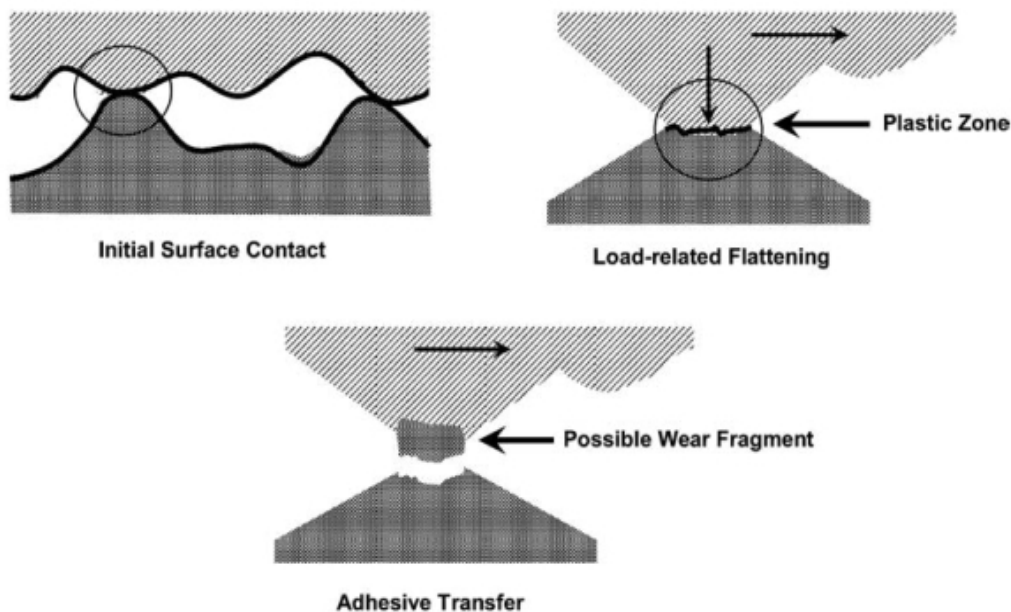 Initial Surface Contact
Plastic Zone
Load-related Flattening
Possible Wear Fragment
Adhesive Transfer